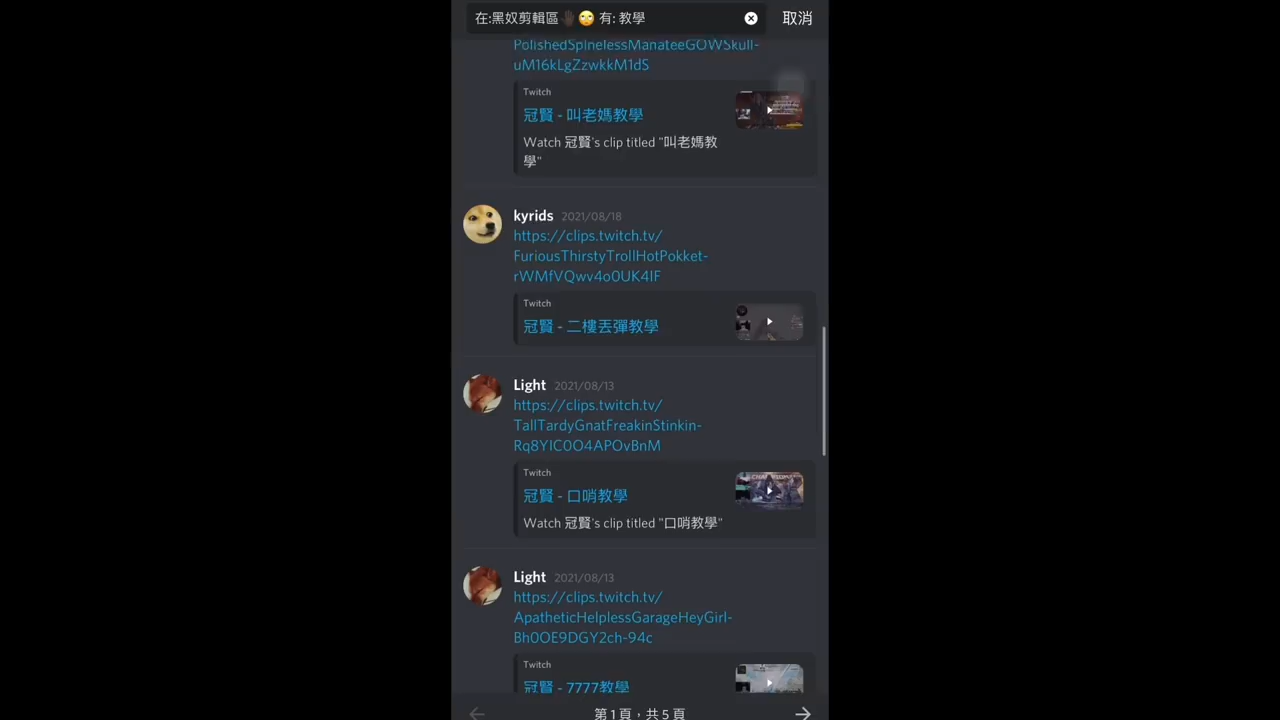 在:黑奴剪輯區✋🏿🙄 有: 教學
取消
PolishedSpinelessManateeGOWSkull-
uM16kLgZzwkkM1dS
Twitch
冠賢 - 叫老媽教學
Watch 冠賢's clip titled "叫老媽教
學"
kyrids 2021/08/18
https://clips.twitch.tv/
FuriousThirstyTrollHotPokket-
rWMfVQwv4o0UK4IF
Twitch
冠賢 - 二樓丟彈教學
Light 2021/08/13
https://clips.twitch.tv/
TallTardyGnatFreakinStinkin-
Rq8YIC0O4APOvBnM
Twitch
冠賢 - 口哨教學
Watch 冠賢's clip titled "口哨教學"
Light 2021/08/13
https://clips.twitch.tv/
ApatheticHelplessGarageHeyGirl-
Bh0OE9DGY2ch-94c
Twitch
冠賢 - 7777教學
第 1 頁，共 5 頁